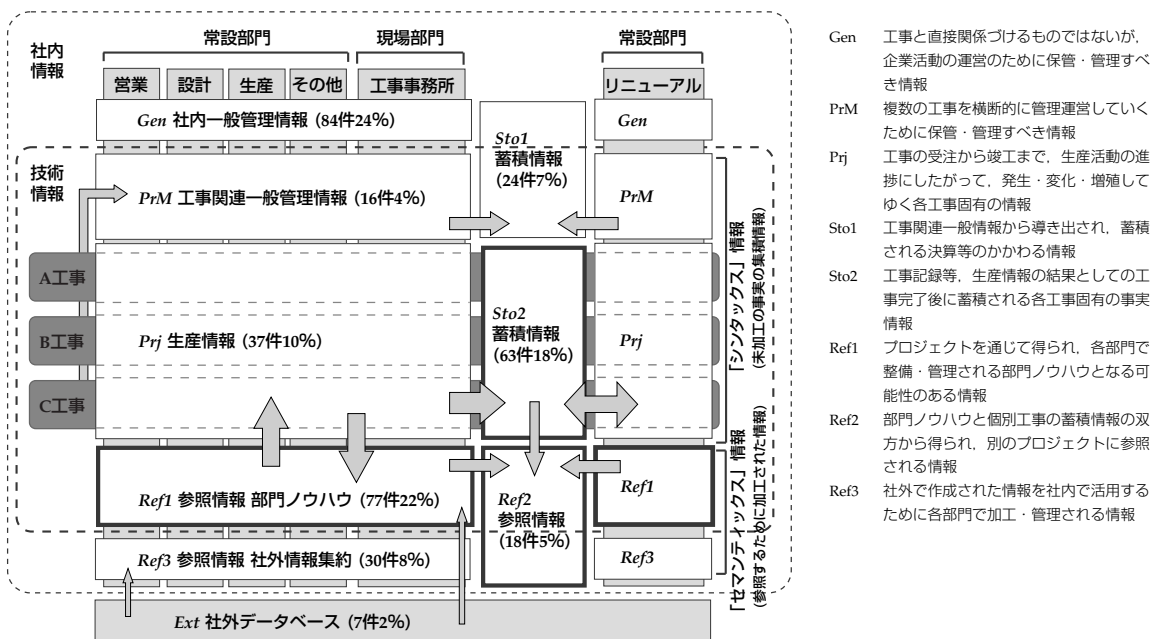 社内
情報
常設部門
現場部門
常設部門
営業
設計
生産
その他
工事事務所
リニューアル
Gen 社内一般管理情報 (84件24%)
Gen
Sto1
蓄積情報
(24件7%)
技術
情報
PrM 工事関連一般管理情報 (16件4%)
PrM
A工事
B工事
C工事
Prj 生産情報 (37件10%)
Sto2
蓄積情報
(63件18%)
Prj
「シンタックス」情報
(未加工の事実の集積情報)
Ref1 参照情報 部門ノウハウ (77件22%)
Ref2
参照情報
(18件5%)
Ref1
Ref3 参照情報 社外情報集約 (30件8%)
Ref3
「セマンティックス」情報
(参照するために加工された情報)
Ext 社外データベース (7件2%)
Gen 工事と直接関係づけるものではないが，
企業活動の運営のために保管・管理すべ
き情報
PrM 複数の工事を横断的に管理運営していく
ために保管・管理すべき情報
Prj 工事の受注から竣工まで，生産活動の進
捗にしたがって，発生・変化・増殖して
ゆく各工事固有の情報
Sto1 工事関連一般情報から導き出され，蓄積
される決算等のかかわる情報
Sto2 工事記録等，生産情報の結果としての工
事完了後に蓄積される各工事固有の事実
情報
Ref1 プロジェクトを通じて得られ，各部門で
整備・管理される部門ノウハウとなる可
能性のある情報
Ref2 部門ノウハウと個別工事の蓄積情報の双
方から得られ，別のプロジェクトに参照
される情報
Ref3 社外で作成された情報を社内で活用する
ために各部門で加工・管理される情報